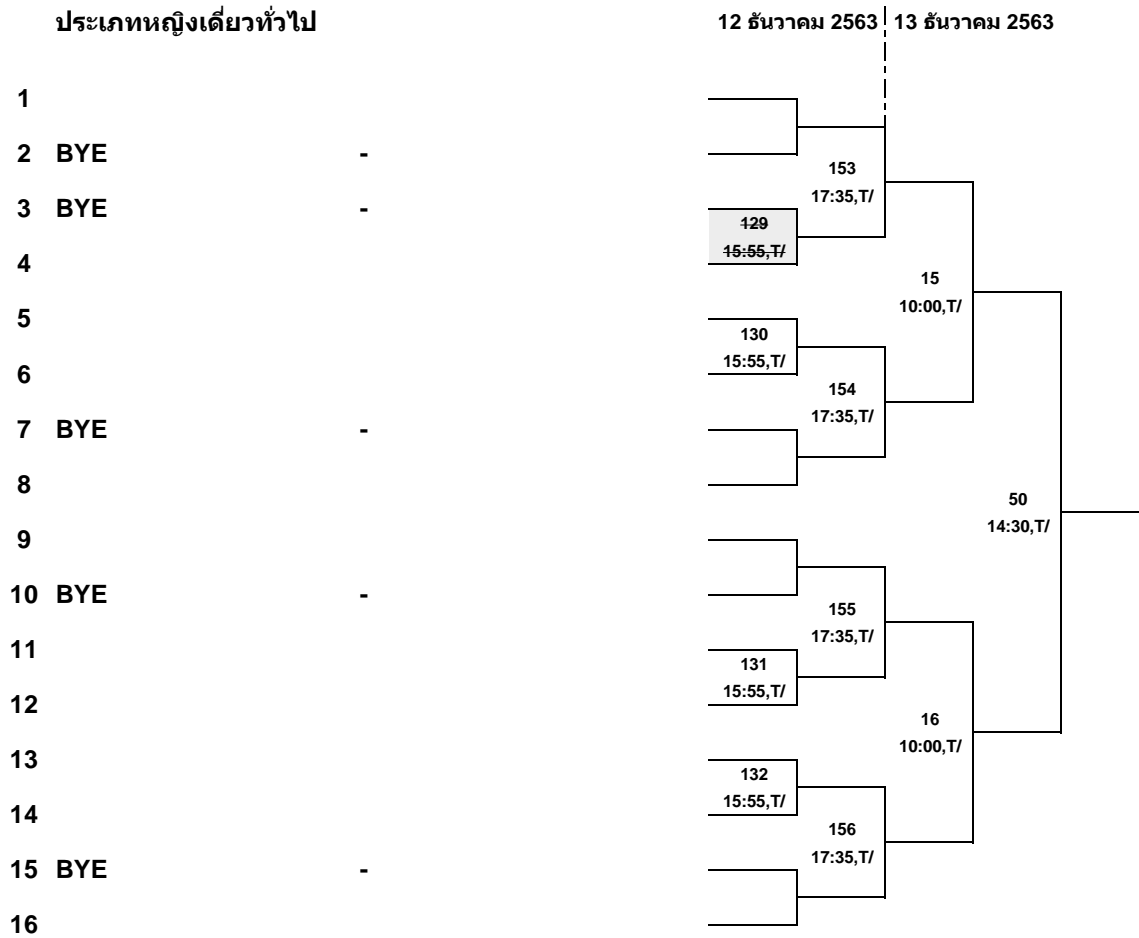 ประเภทหญิงเดี่ยวทั่วไป 12 ธันวาคม 2563 13 ธันวาคม 2563
1
2 BYE -
153
17:35,T/
3 BYE -
129
15:55,T/
4
15
10:00,T/
5
130
15:55,T/
6
154
17:35,T/
7 BYE -
8
50
14:30,T/
9
10 BYE -
155
17:35,T/
11
131
15:55,T/
12
16
10:00,T/
13
132
15:55,T/
14
156
17:35,T/
15 BYE -
16